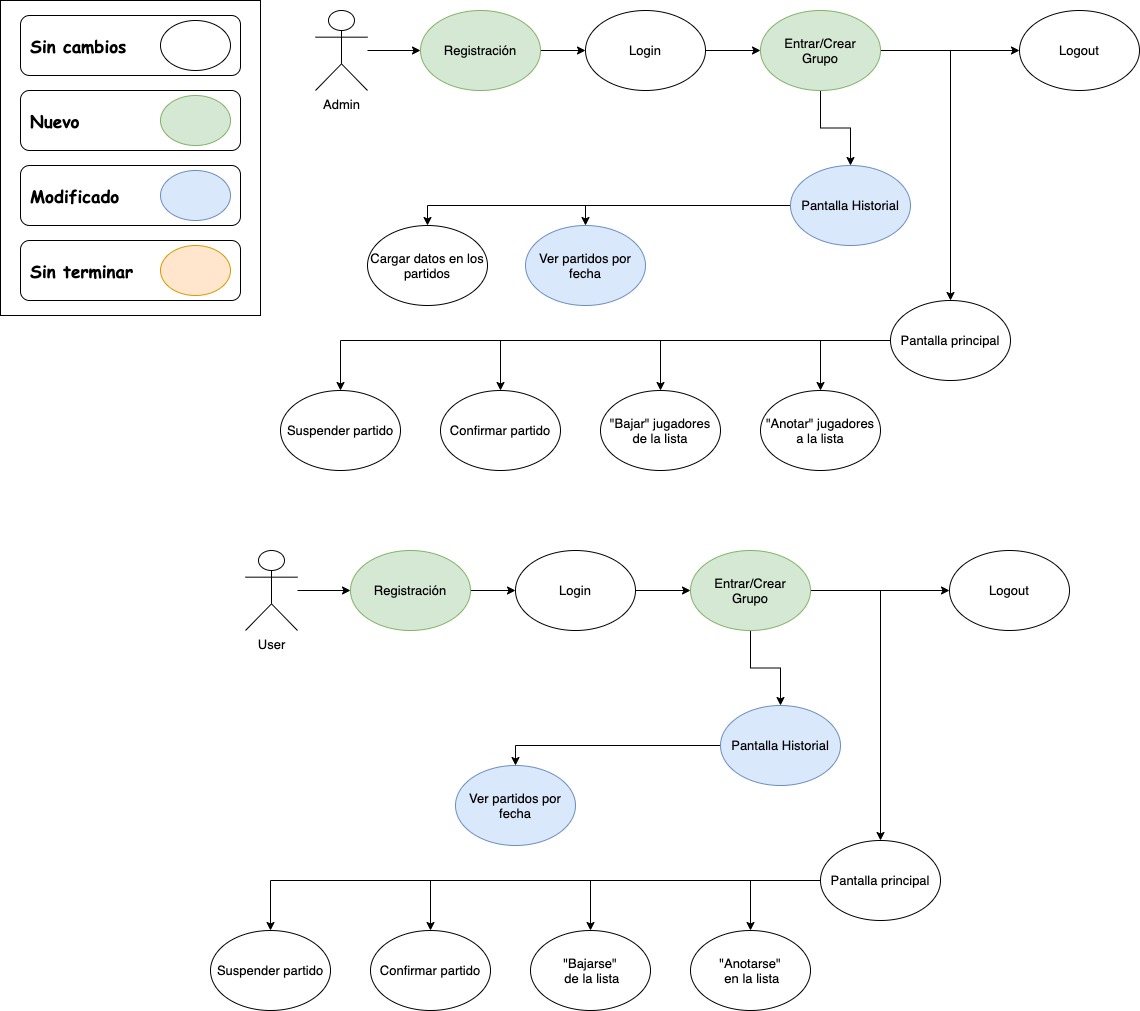 Sin cambios
Nuevo
Modificado
Sin terminar
Admin
Registración
Login
Entrar/Crear
Grupo
Logout
Pantalla Historial
Cargar datos en los
partidos
Ver partidos por
fecha
Pantalla principal
Suspender partido
Confirmar partido
"Bajar" jugadores
de la lista
"Anotar" jugadores
a la lista
User
Registración
Login
Entrar/Crear
Grupo
Logout
Pantalla Historial
Ver partidos por
fecha
Pantalla principal
Suspender partido
Confirmar partido
"Bajarse"
de la lista
"Anotarse"
en la lista